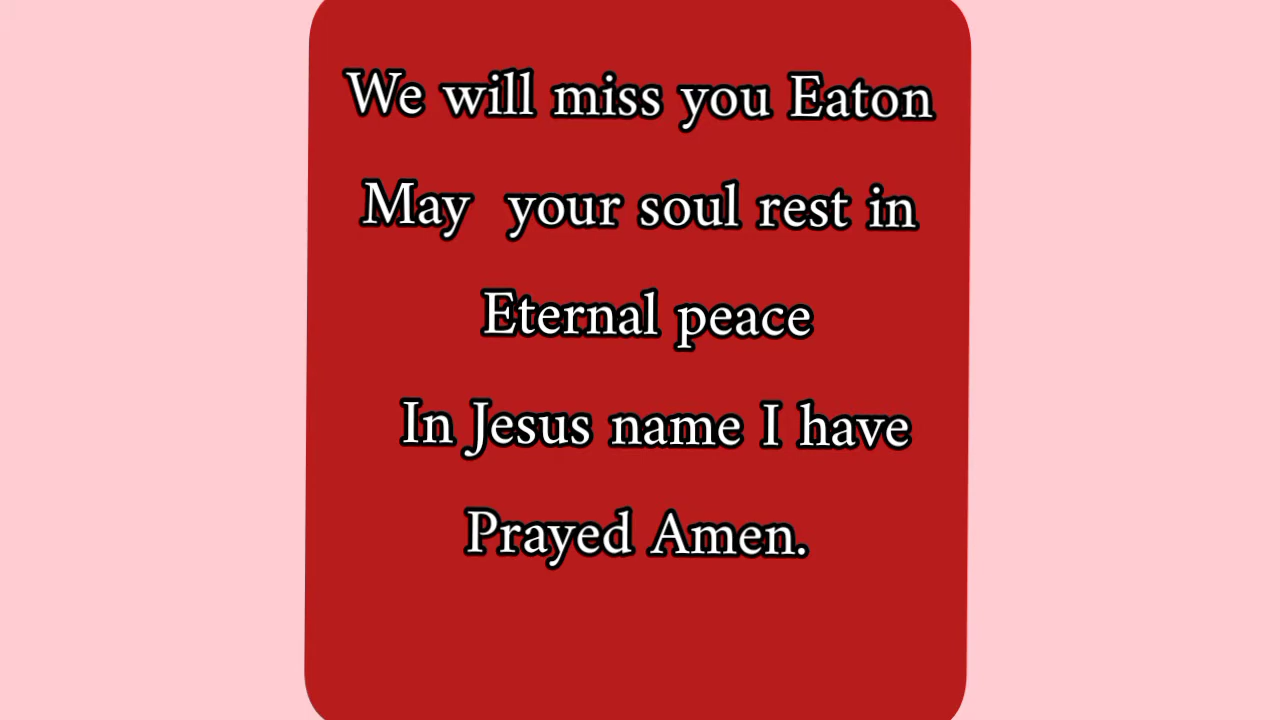 We will miss you Eaton
May your soul rest in
Eternal peace
In Jesus name I have
Prayed Amen.